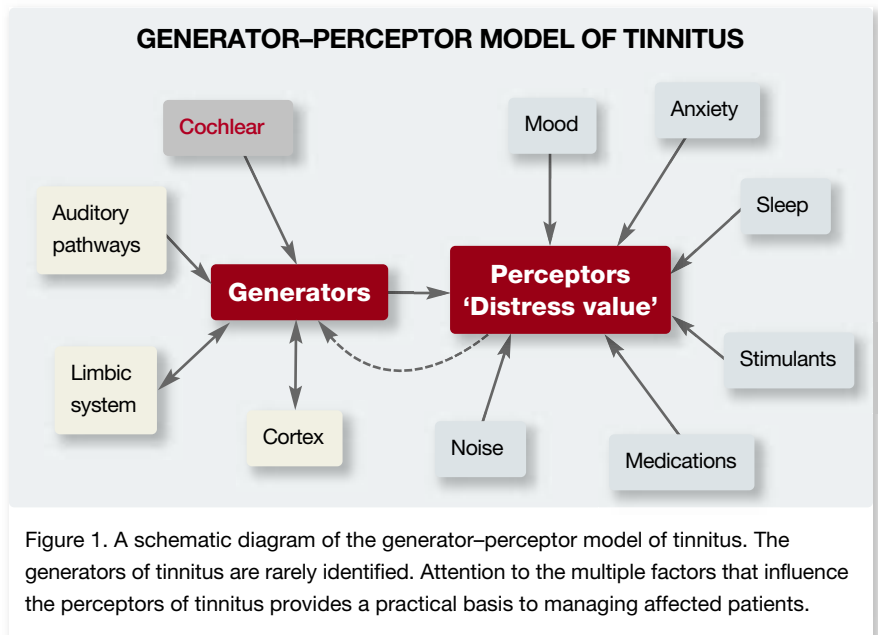 GENERATOR–PERCEPTOR MODEL OF TINNITUS
Cochlear
Mood
Anxiety
Auditory
pathways
Sleep
Generators
Perceptors
‘Distress value’
Limbic
system
Stimulants
Cortex
Noise
Medications
Figure 1. A schematic diagram of the generator–perceptor model of tinnitus. The
generators of tinnitus are rarely identified. Attention to the multiple factors that influence
the perceptors of tinnitus provides a practical basis to managing affected patients.